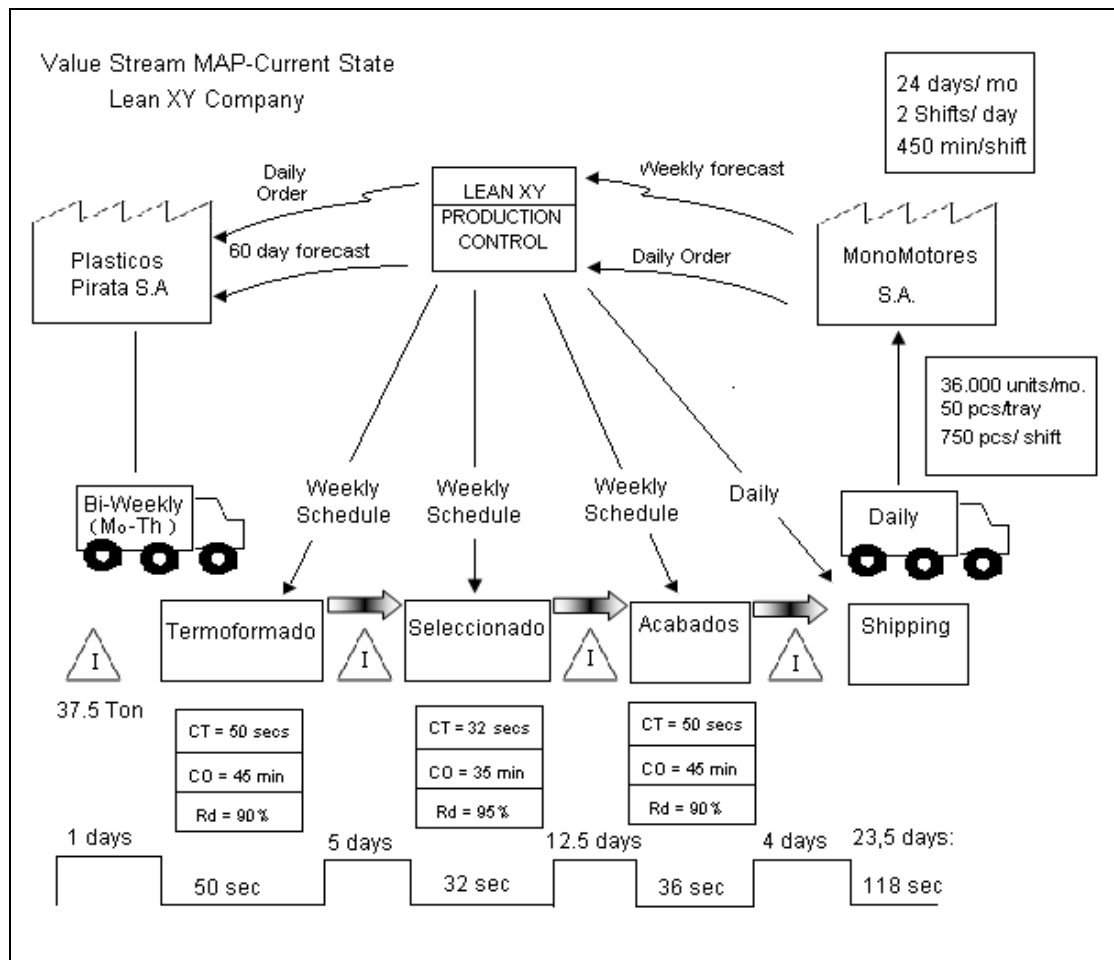 Value Stream MAP-Current State
Lean XY Company
24 days/ mo
2 Shifts/ day
450 min/shift
Daily
Order
LEAN XY
PRODUCTION
CONTROL
Weekly forecast
60 day forecast
Daily Order
Plasticos
Pirata S.A
MonoMotores
S.A.
36.000 units/mo.
50 pcs/tray
750 pcs/ shift
Bi-Weekly
(Mo-Th )
Weekly
Schedule
Weekly
Schedule
Weekly
Schedule
Daily
Daily
Termoformado
Seleccionado
Acabados
Shipping
I
I
I
I
37.5 Ton
CT = 50 secs
CO = 45 min
Rd = 90%
CT = 32 secs
CO = 35 min
Rd = 95%
CT = 50 secs
CO = 45 min
Rd = 90%
1 days
5 days
12.5 days
4 days
23,5 days:
50 sec
32 sec
36 sec
118 sec